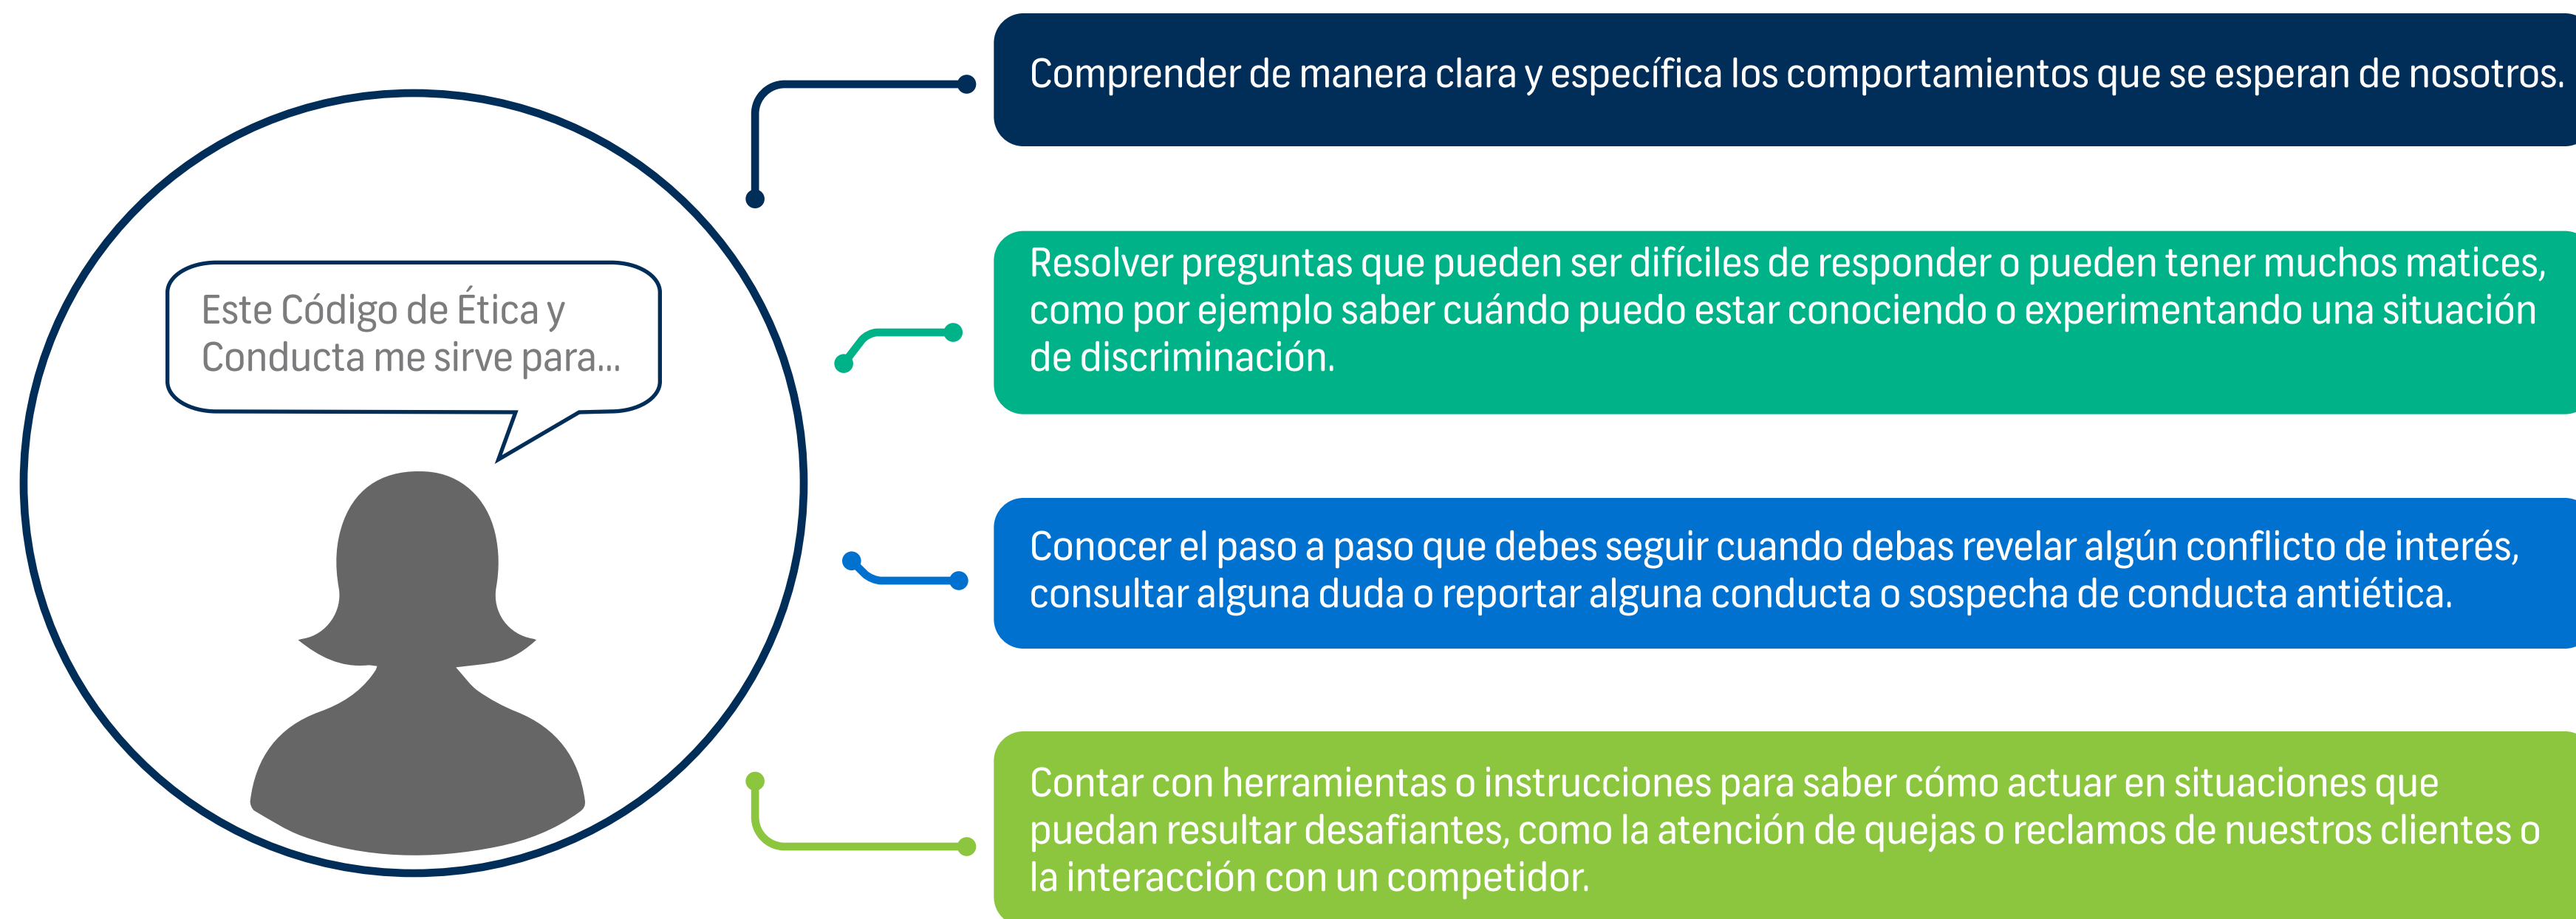 Este Código de Ética y
Conducta me sirve para...
Comprender de manera clara y específica los comportamientos que se esperan de nosotros.
Resolver preguntas que pueden ser difíciles de responder o pueden tener muchos matices,
como por ejemplo saber cuándo puedo estar conociendo o experimentando una situación
de discriminación.
Conocer el paso a paso que debes seguir cuando debas revelar algún conflicto de interés,
consultar alguna duda o reportar alguna conducta o sospecha de conducta antiética.
Contar con herramientas o instrucciones para saber cómo actuar en situaciones que
puedan resultar desafiantes, como la atención de quejas o reclamos de nuestros clientes o
la interacción con un competidor.